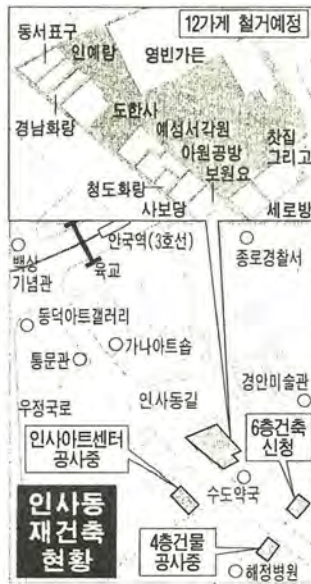 12가게 철거예정
동서표구
인예랑
영빈가든
경남화랑
도한사
예성서각원
아원공방
보원요
찻집
그리고
청도화랑
사보당
세로방
안국역(3호선)
백상
기념관
육교
종로경찰서
동덕아트갤러리
통문관
가나아트숍
경안미술관
우정국로
인사동길
6층건축
신청
인사아트센터
공사중
수도약국
인사동
재건축
현황
4층건물
공사중
해정병원